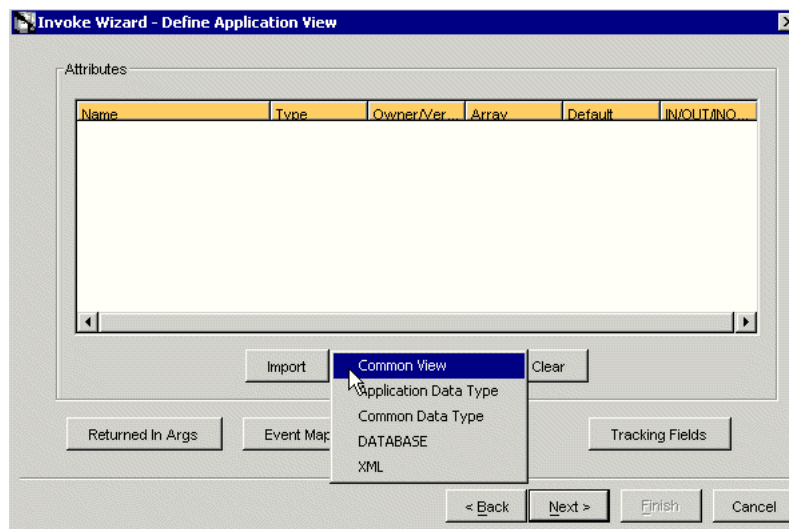 Invoke Wizard - Define Application View
Attributes
Name Type Owner/Ver... Array Default IN/OUT/INO...
Import Common View Clear
Application Data Type
Common Data Type
Returned In Args Event Map Tracking Fields
DATABASE
XML
< Back Next > Finish Cancel